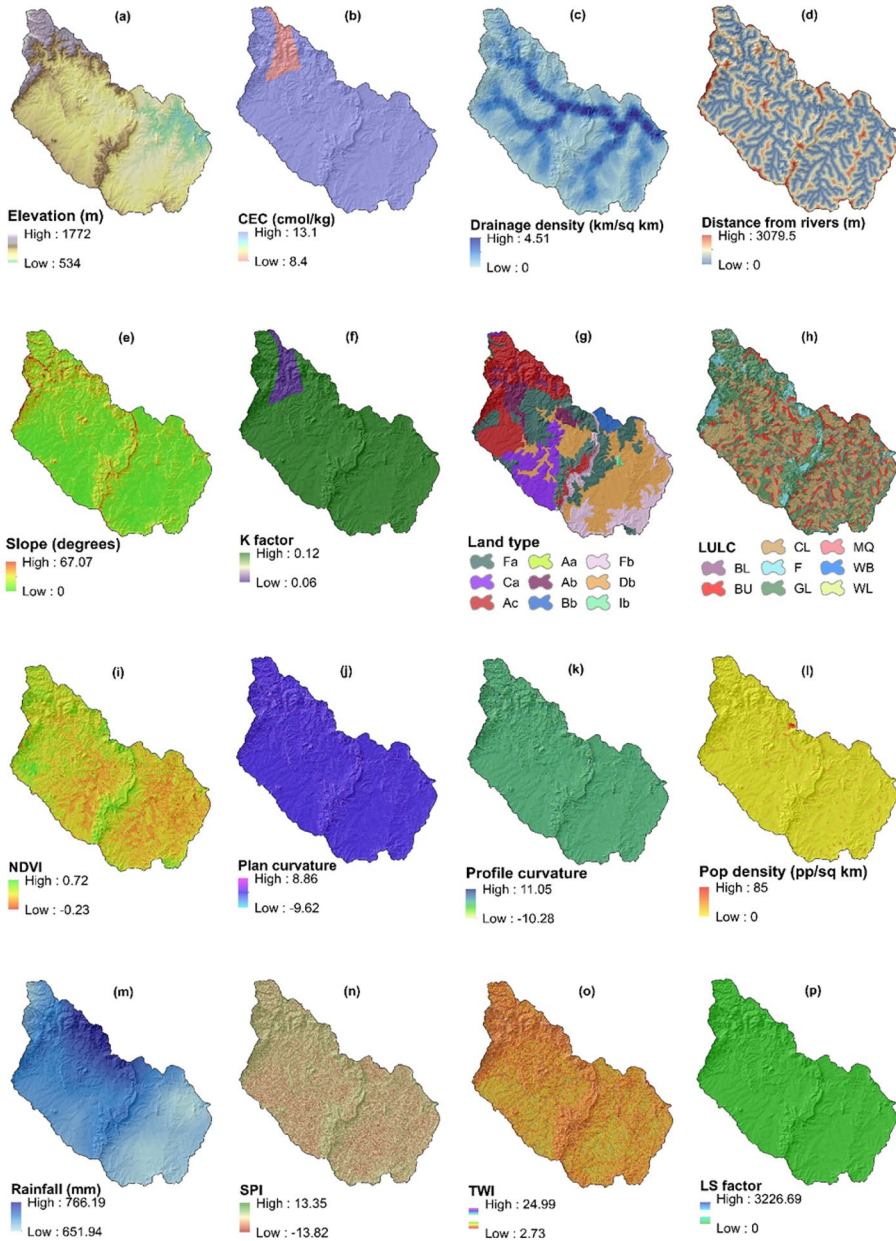 (a)
Elevation (m)
High : 1772
Low : 534
(b)
CEC (cmol/kg)
High : 13.1
Low : 8.4
(c)
Drainage density (km/sq km)
High : 4.51
Low : 0
(d)
Distance from rivers (m)
High : 3079.5
Low : 0
(e)
Slope (degrees)
High : 67.07
Low : 0
(f)
K factor
High : 0.12
Low : 0.06
(g)
Land type
Fa Aa Fb
Ca Ab Db
Ac Bb Ib
(h)
LULC CL MQ
BL F WB
BU GL WL
(i)
NDVI
High : 0.72
Low : -0.23
(j)
Plan curvature
High : 8.86
Low : -9.62
(k)
Profile curvature
High : 11.05
Low : -10.28
(l)
Pop density (pp/sq km)
High : 85
Low : 0
(m)
Rainfall (mm)
High : 766.19
Low : 651.94
(n)
SPI
High : 13.35
Low : -13.82
(o)
TWI
High : 24.99
Low : 2.73
(p)
LS factor
High : 3226.69
Low : 0